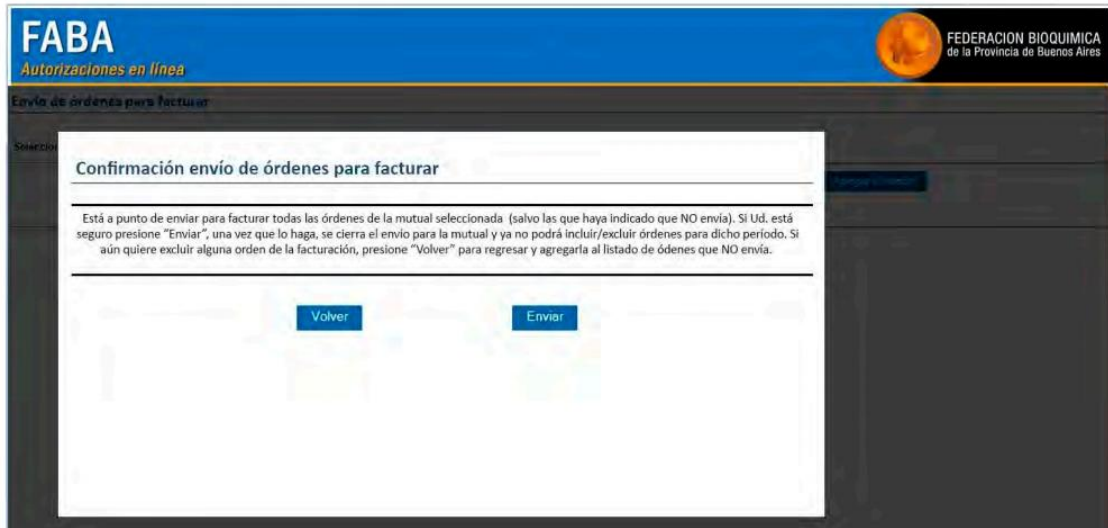 FABA
Autorizaciones en línea
FEDERACION BIOQUIMICA
de la Provincia de Buenos Aires
Envío de órdenes para facturar
Confirmación envío de órdenes para facturar
Está a punto de enviar para facturar todas las órdenes de la mutual seleccionada (salvo las que haya indicado que NO envia). Si Ud. está
seguro presione "Enviar", una vez que lo haga, se cierra el envio para la mutual y ya no podrá incluir/excluir órdenes para dicho período. Si
aún quiere excluir alguna orden de la facturación, presione "Volver" para regresar y agregarla al listado de ódenes que NO envía.
Volver
Enviar